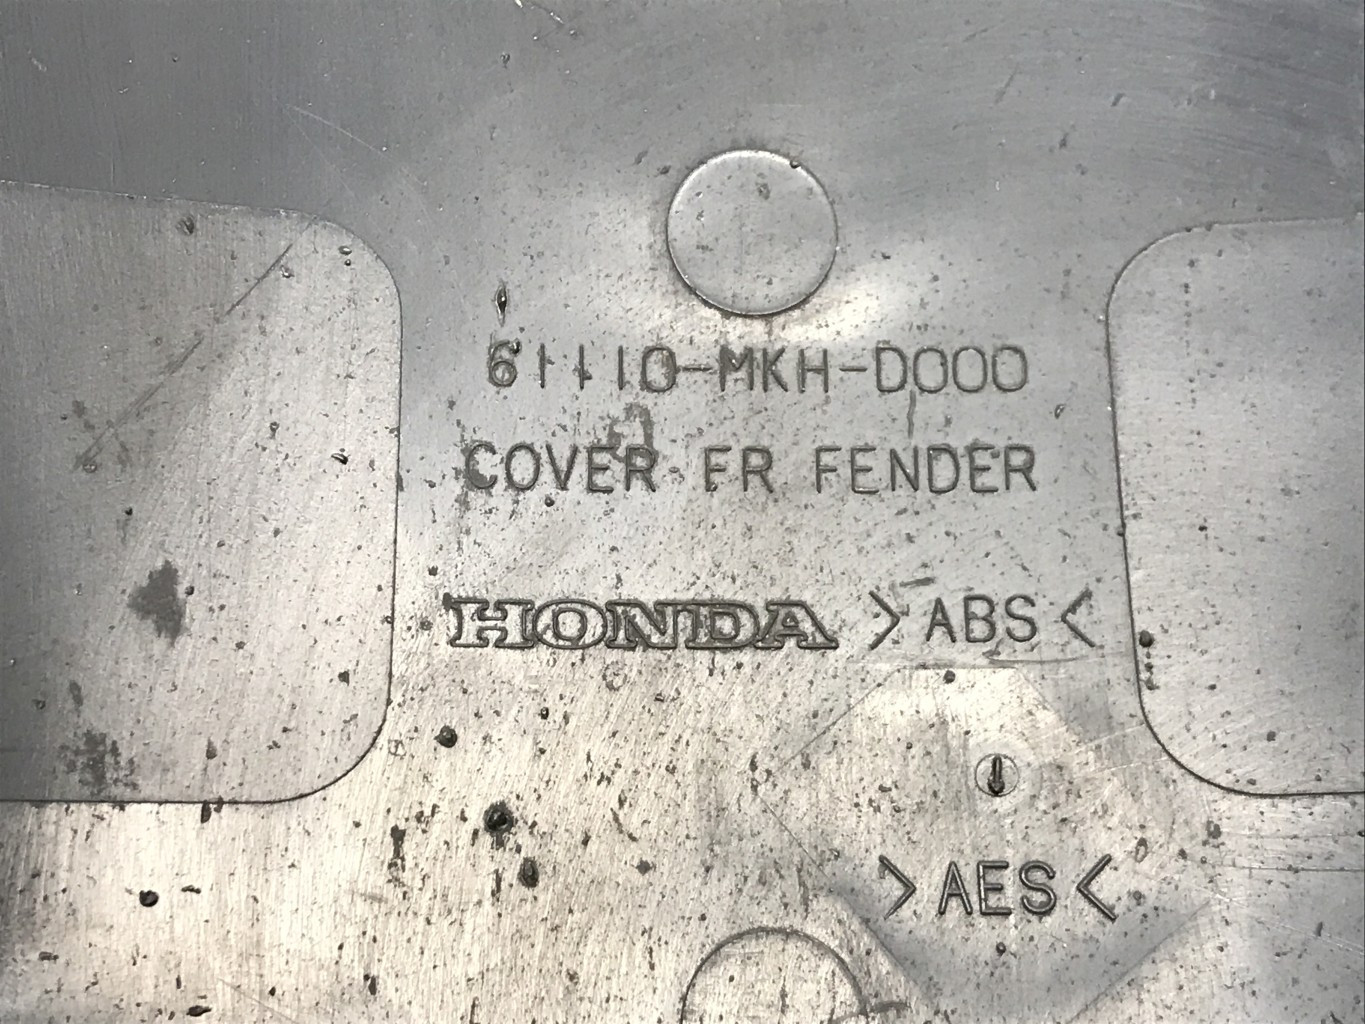 61110-MKH-D000
COVER FR FENDER
HONDA >ABS<
>AES<